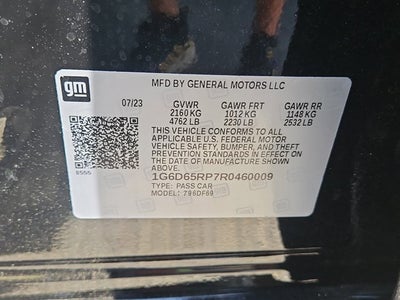 gm
MFD BY GENERAL MOTORS LLC
07/23 GVWR GAWR FRT GAWR RR
2160 KG 1012 KG 1148 KG
4762 LB 2230 LB 2532 LB
THIS VEHICLE CONFORMS TO ALL
APPLICABLE U.S. FEDERAL MOTOR
VEHICLE SAFETY, BUMPER, AND THEFT
PREVENTION STANDARDS IN EFFECT ON
THE DATE OF MANUFACTURE SHOWN
ABOVE.
1G6D65RP7R0460009
TYPE: PASS CAR
MODEL: 796DF69